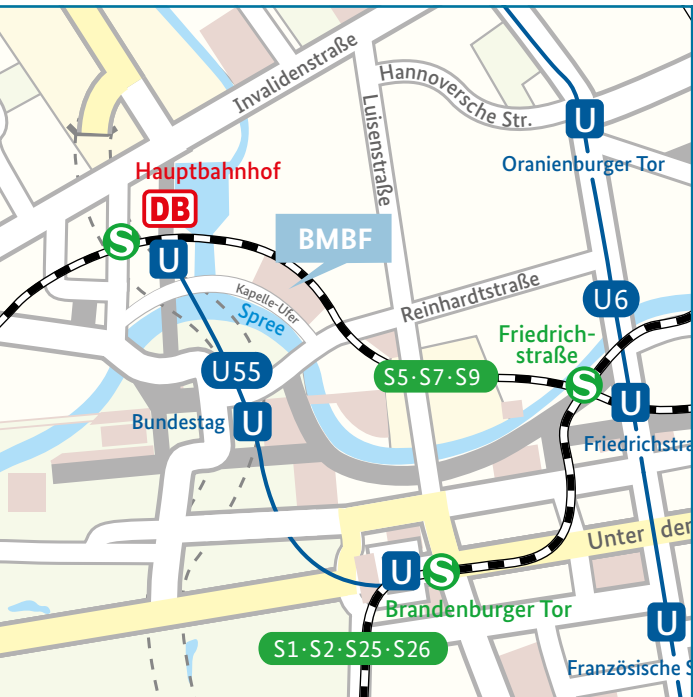 Invalidenstraße
Hannoversche Str.
Luisenstraße
U
Oranienburger Tor
Hauptbahnhof
DB
S
U
BMBF
Kapelle-Ufer
Spree
Reinhardtstraße
U6
Friedrich-
straße
U55
S5·S7·S9
S
U
Bundestag
U
Friedrichstra
Unter der
U
S
Brandenburger Tor
U
S1·S2·S25·S26
Französische S